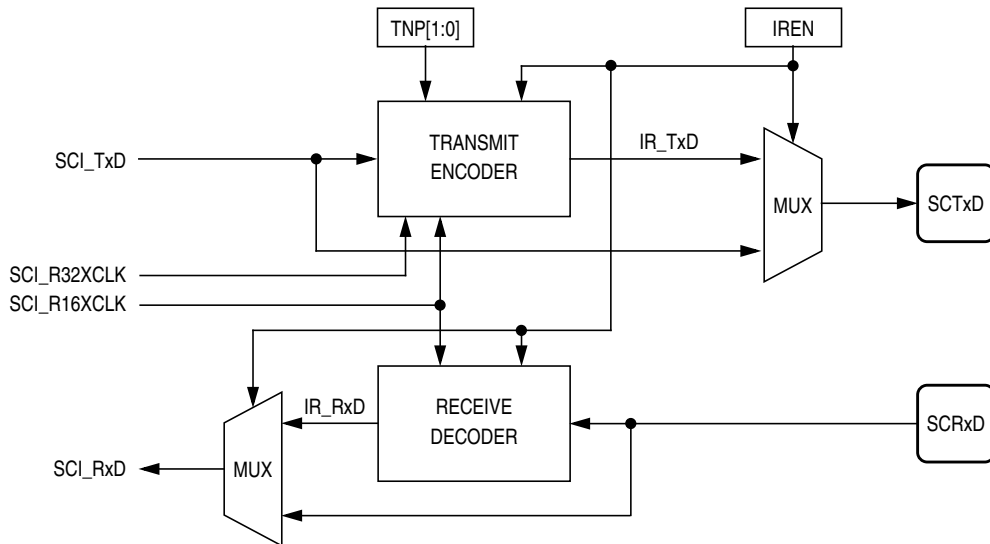 TNP[1:0]
IREN
SCI_TxD
TRANSMIT
ENCODER
IR_TxD
MUX
SCTxD
SCI_R32XCLK
SCI_R16XCLK
IR_RxD
RECEIVE
DECODER
SCRxD
SCI_RxD
MUX